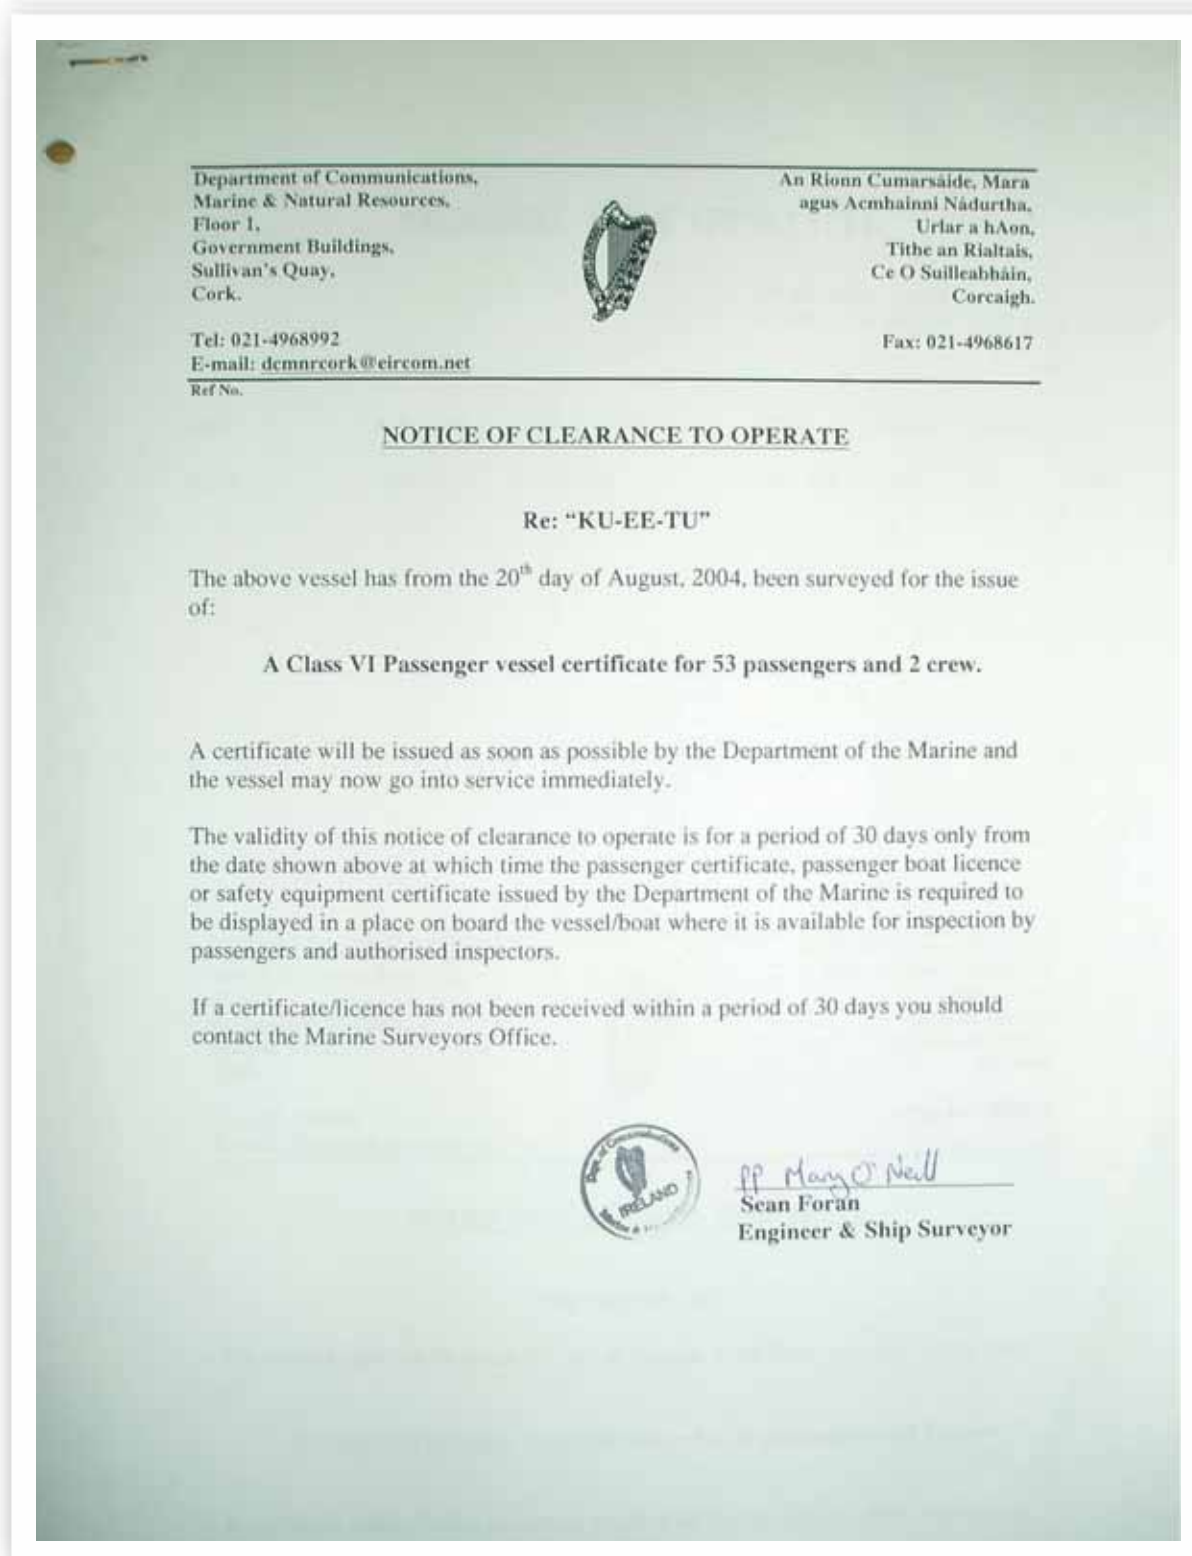 Department of Communications,
Marine & Natural Resources,
Floor 1,
Government Buildings,
Sullivan's Quay,
Cork.
Tel: 021-4968992
E-mail: dcmnrcork@eircom.net
An Rionn Cumarsáide, Mara
agus Acmhainni Nádurtha,
Urlar a hAon,
Tithe an Rialtais,
Ce O Suilleabháin,
Corcaigh.
Fax: 021-4968617
Ref No.
NOTICE OF CLEARANCE TO OPERATE
Re: “KU-EE-TU”
The above vessel has from the 20th day of August, 2004, been surveyed for the issue
of:
A Class VI Passenger vessel certificate for 53 passengers and 2 crew.
A certificate will be issued as soon as possible by the Department of the Marine and
the vessel may now go into service immediately.
The validity of this notice of clearance to operate is for a period of 30 days only from
the date shown above at which time the passenger certificate, passenger boat licence
or safety equipment certificate issued by the Department of the Marine is required to
be displayed in a place on board the vessel/boat where it is available for inspection by
passengers and authorised inspectors.
If a certificate/licence has not been received within a period of 30 days you should
contact the Marine Surveyors Office.
Dept. of Communications
IRELAND
Marine &
pp Mary O'Neill
Sean Foran
Engineer & Ship Surveyor